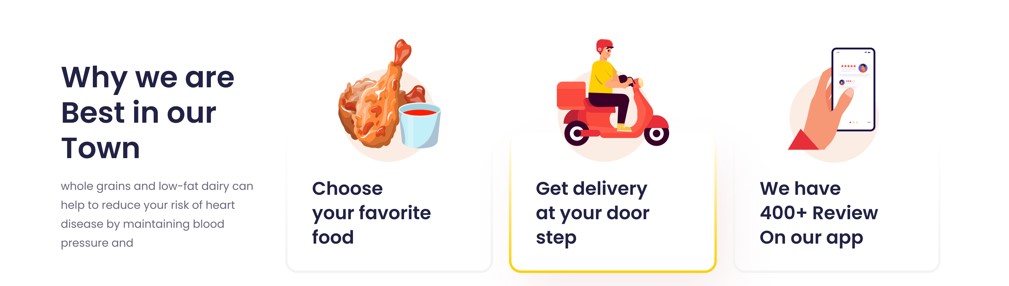 Why we are
Best in our
Town
whole grains and low-fat dairy can
help to reduce your risk of heart
disease by maintaining blood
pressure and
Choose
your favorite
food
Get delivery
at your door
step
We have
400+ Review
On our app